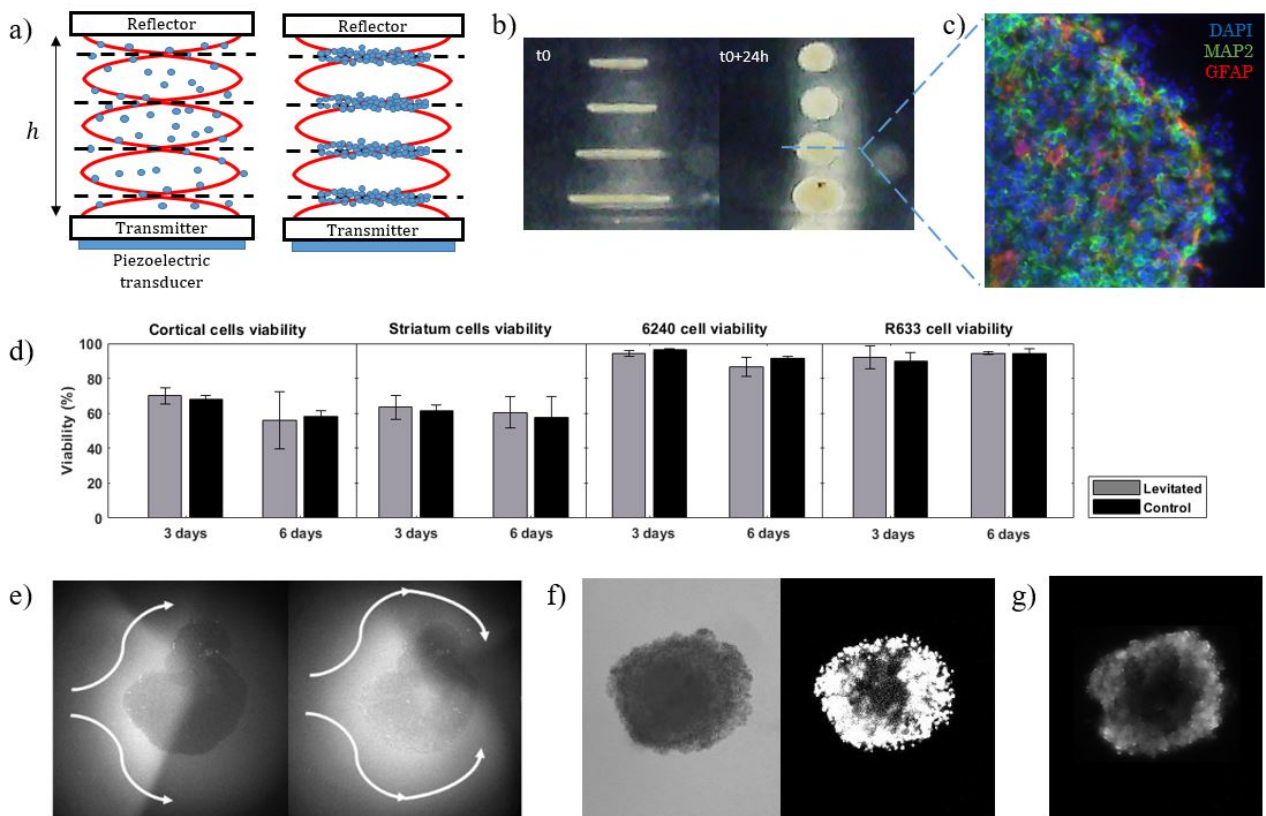 a)
Reflector
Reflector
h
Transmitter
Transmitter
Piezoelectric
transducer
b)
t0
t0+24h
c)
DAPI
MAP2
GFAP
d)
Cortical cells viability
Striatum cells viability
6240 cell viability
R633 cell viability
Viability (%)
100
80
60
40
20
0
3 days
6 days
3 days
6 days
3 days
6 days
3 days
6 days
Levitated
Control
e)
f)
g)